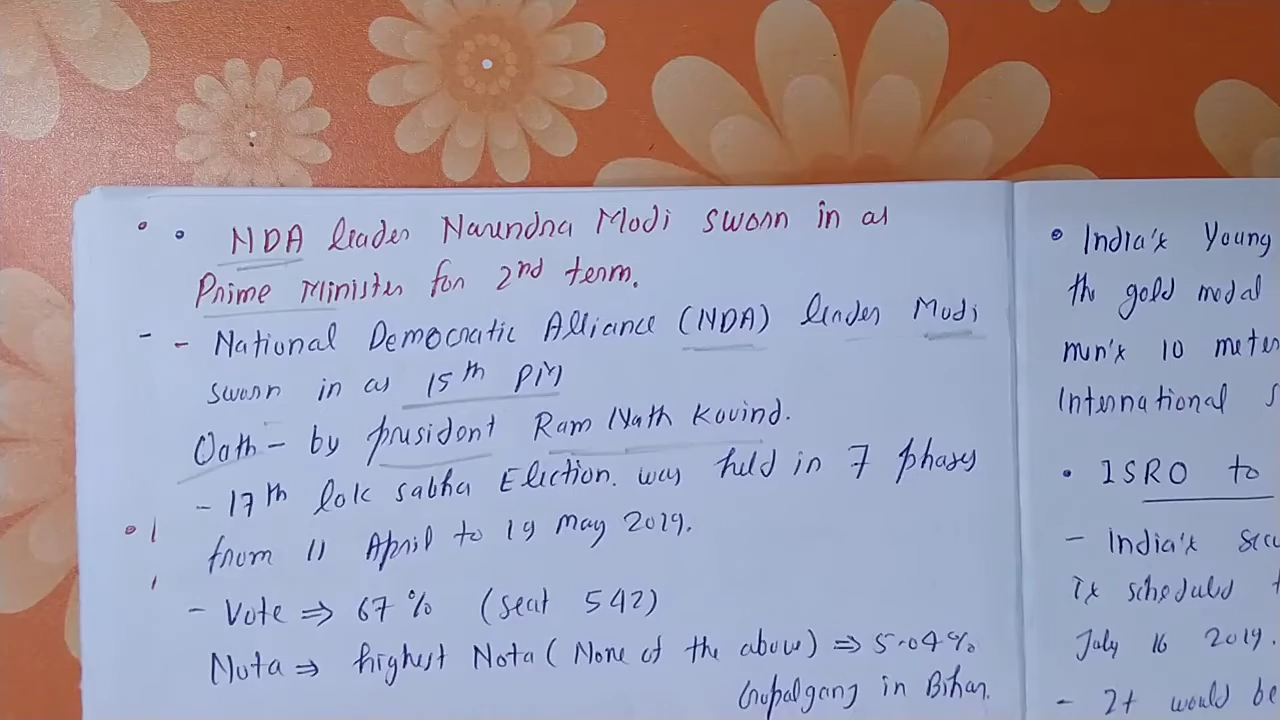 NDA leader Narendra Modi sworn in as
Prime Minister for 2nd term.
- National Democratic Alliance (NDA) leader Modi
sworn in as 15th PM
Oath - by president Ram Nath Kovind.
- 17th lok sabha Election. was held in 7 phases
from 11 April to 19 May 2019.
- Vote ⇒ 67% (seat 542)
Nota ⇒ highest Nota (None of the above) ⇒ 5.04%
Gopalganj in Bihar.
• India's Young
the gold medal
men's 10 meter
International S
• ISRO to
- India's sec
Is scheduled t
July 16 2019.
- It would be